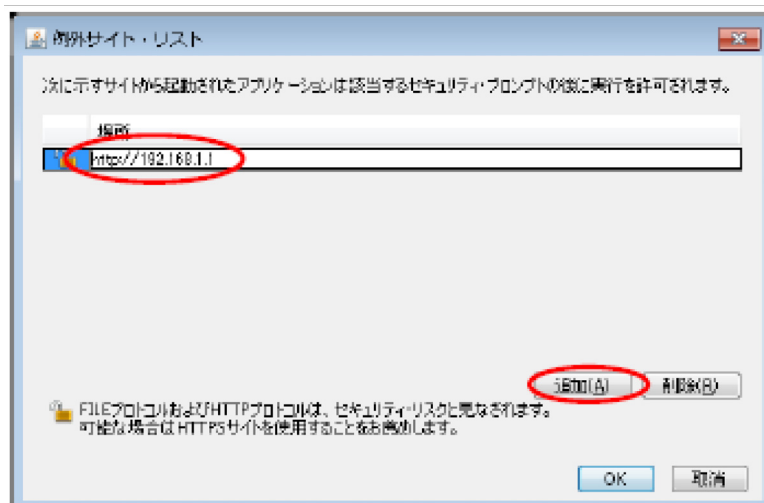 例外サイト・リスト
次に示すサイトから起動されたアプリケーションは該当するセキュリティ・プロンプトの後に実行を許可されます。
場所
http://192.168.1.1
追加(A)
削除(R)
FILEプロトコルおよびHTTPプロトコルは、セキュリティ・リスクと見なされます。
可能な場合はHTTPSサイトを使用することをお薦めします。
OK
取消